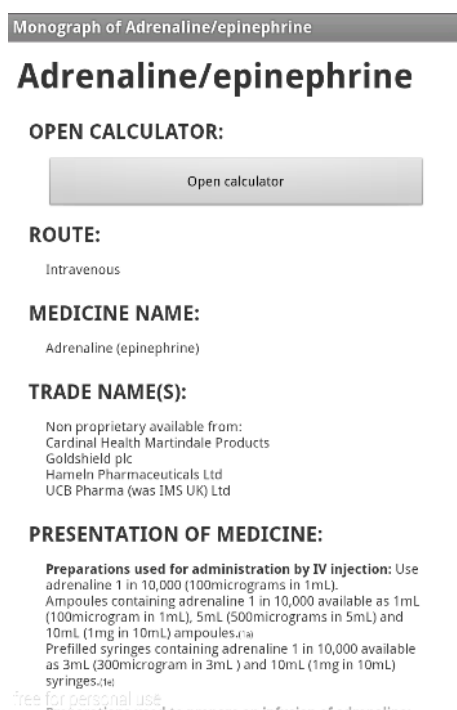 Monograph of Adrenaline/epinephrine
Adrenaline/epinephrine
OPEN CALCULATOR:
Open calculator
ROUTE:
Intravenous
MEDICINE NAME:
Adrenaline (epinephrine)
TRADE NAME(S):
Non proprietary available from:
Cardinal Health Martindale Products
Goldshield plc
Hameln Pharmaceuticals Ltd
UCB Pharma (was IMS UK) Ltd
PRESENTATION OF MEDICINE:
Preparations used for administration by IV injection: Use
adrenaline 1 in 10,000 (100micrograms in 1mL).
Ampoules containing adrenaline 1 in 10,000 available as 1mL
(100microgram in 1mL), 5mL (500micrograms in 5mL) and
10mL (1mg in 10mL) ampoules.(1a)
Prefilled syringes containing adrenaline 1 in 10,000 available
as 3mL (300microgram in 3mL ) and 10mL (1mg in 10mL)
syringes.(1e)
free for personal use